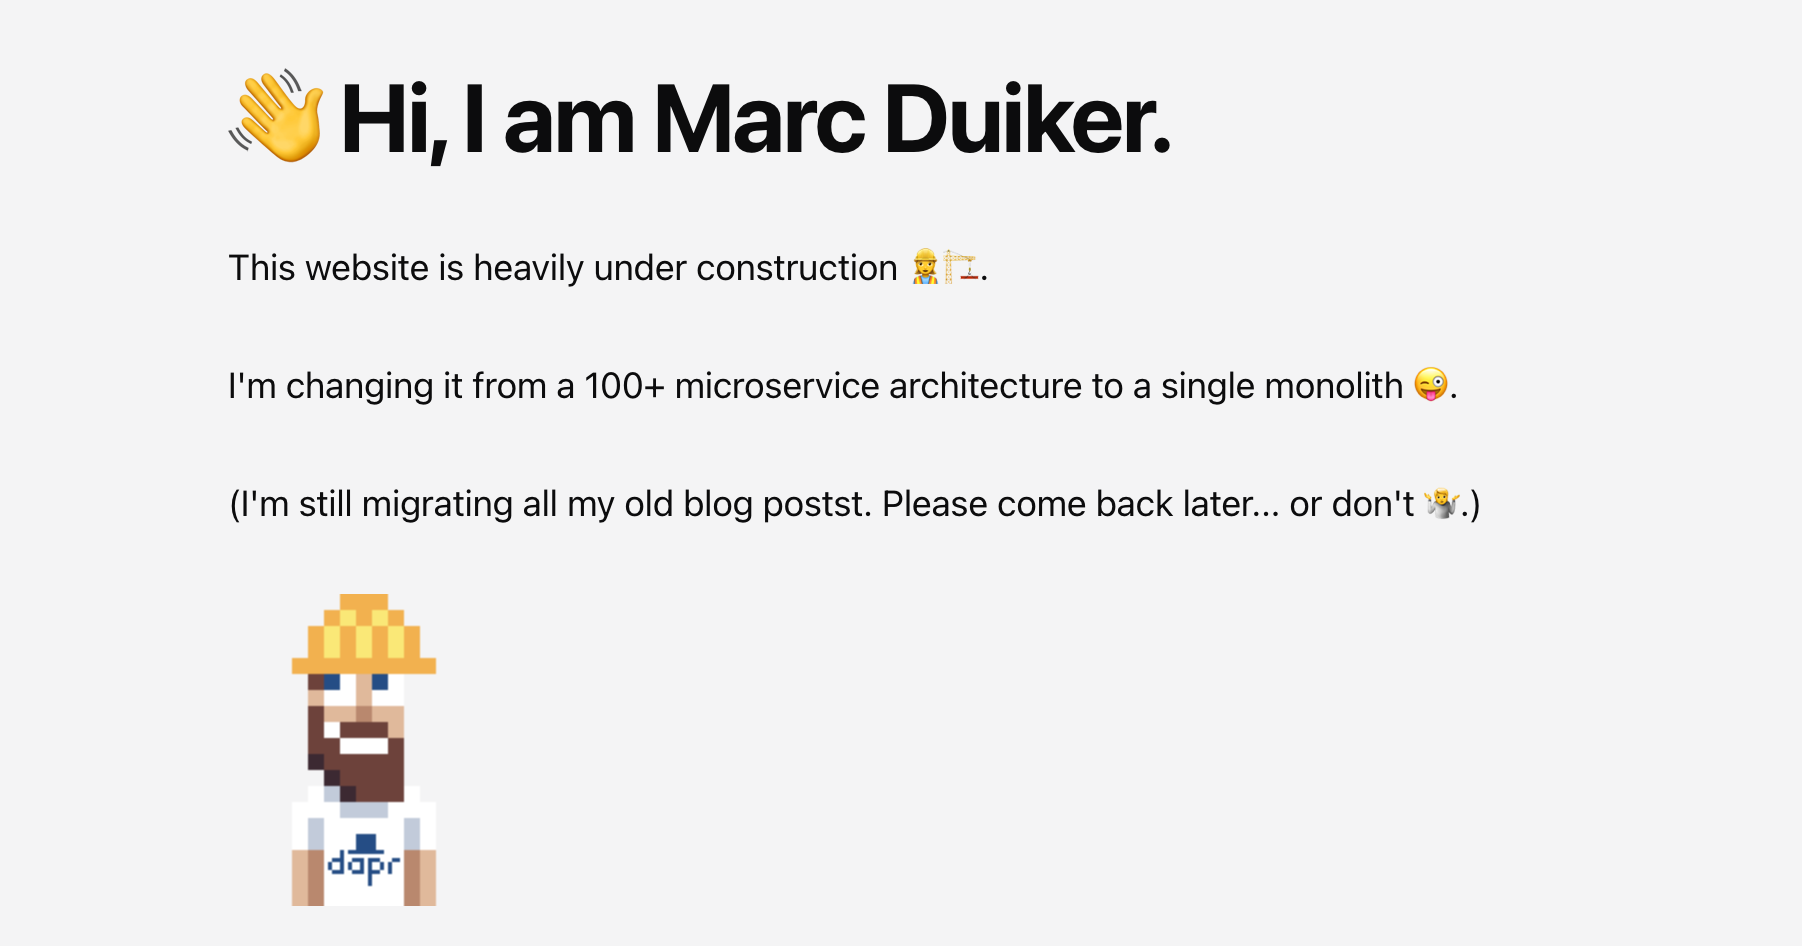 👋 Hi, I am Marc Duiker.
This website is heavily under construction 👷‍♀️🏗️.
I'm changing it from a 100+ microservice architecture to a single monolith 😜.
(I'm still migrating all my old blog postst. Please come back later... or don't 🤷‍♂️.)
dapr